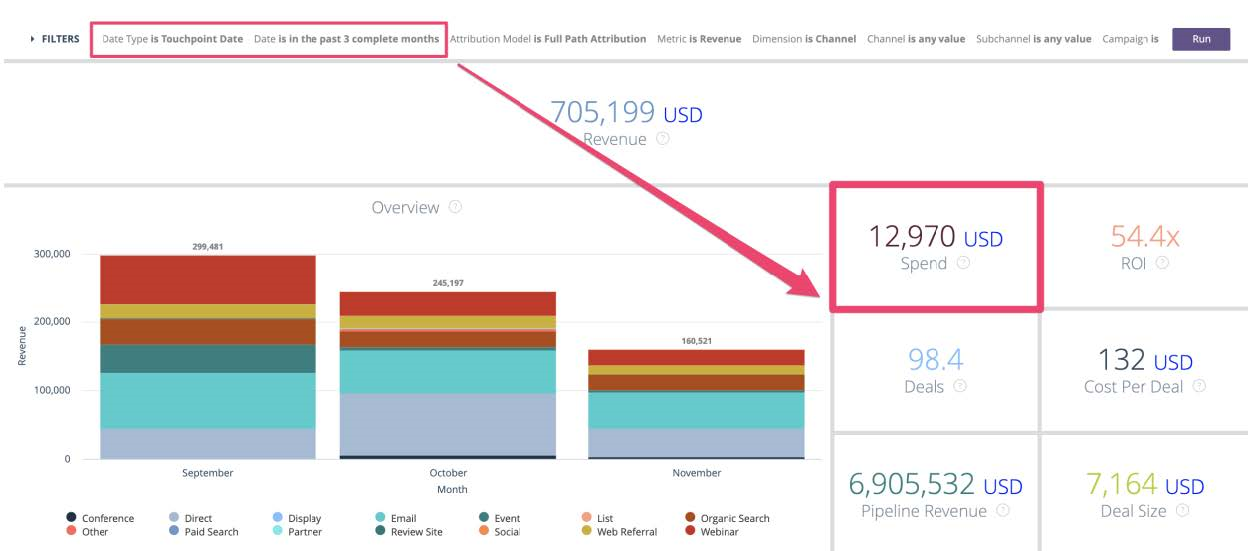 FILTERS Date Type is Touchpoint Date Date is in the past 3 complete months Attribution Model is Full Path Attribution Metric is Revenue Dimension is Channel Channel is any value Subchannel is any value Campaign is Run
705,199 USD
Revenue ?
Overview ?
12,970 USD
Spend ?
54.4x
ROI ?
98.4
Deals ?
132 USD
Cost Per Deal ?
6,905,532 USD
Pipeline Revenue ?
7,164 USD
Deal Size ?
Revenue
300,000
200,000
100,000
0
299,481
245,197
160,521
September October November
Month
Conference Direct Display Email Event List Organic Search
Other Paid Search Partner Review Site Social Web Referral Webinar